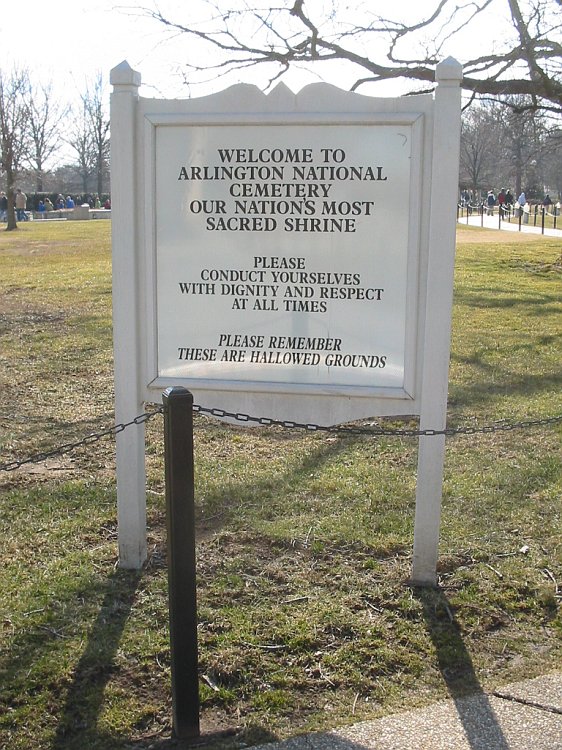 WELCOME TO
ARLINGTON NATIONAL
CEMETERY
OUR NATION'S MOST
SACRED SHRINE
PLEASE
CONDUCT YOURSELVES
WITH DIGNITY AND RESPECT
AT ALL TIMES
PLEASE REMEMBER
THESE ARE HALLOWED GROUNDS